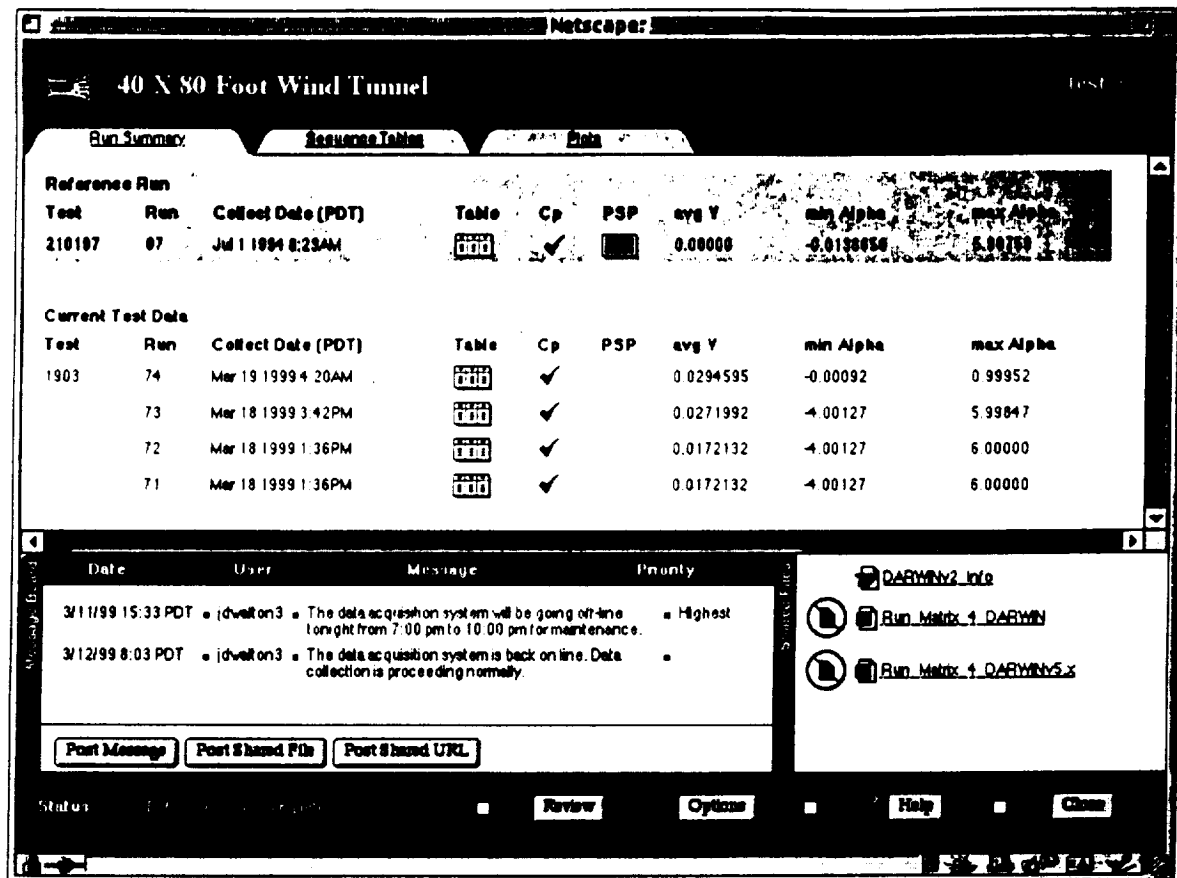 Netscape:
40 X 80 Foot Wind Tunnel
Test
Run Summary Sequence Tables Plots
Reference Run
Test Run Collect Date (PDT) Table Cp PSP avg Y min Alpha max Alpha
210197 07 Jul 1 1994 8:23AM 0.00000
Current Test Data
Test Run Collect Date (PDT) Table Cp PSP avg Y min Alpha max Alpha
1903 74 Mar 19 1999 4:20AM 0.0294595 -0.00092 0.99952
73 Mar 18 1999 3:42PM 0.0271992 -4.00127 5.99847
72 Mar 18 1999 1:36PM 0.0172132 -4.00127 6.00000
71 Mar 18 1999 1:36PM 0.0172132 -4.00127 6.00000
Message Board
Date User Message Priority
3/11/99 15:33 PDT jdwalton3 The data acquisition system will be going off-line Highest
tonight from 7:00 pm to 10:00 pm for maintenance.
3/12/99 8:03 PDT jdwalton3 The data acquisition system is back on line. Data
collection is proceeding normally.
Post Message Post Shared File Post Shared URL
Shared Files
DARWINv2_Info
Run_Matrix_4_DARWIN
Run_Matrix_4_DARWINv5.x
Status Review Options Help Close